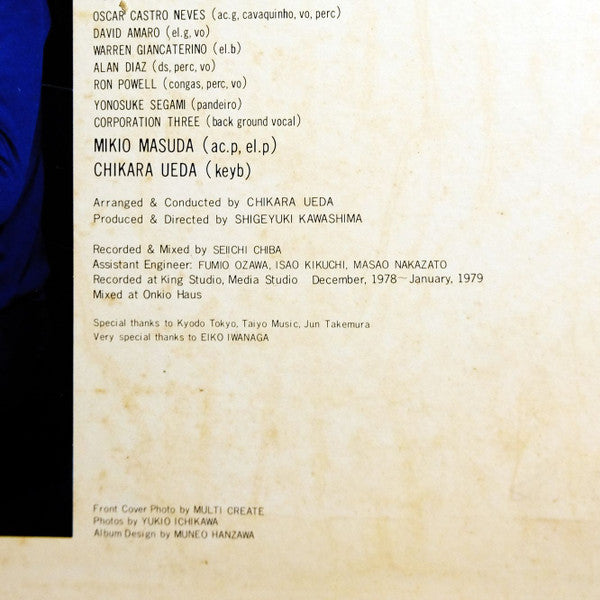 OSCAR CASTRO NEVES (ac.g, cavaquinho, vo, perc)
DAVID AMARO (el.g, vo)
WARREN GIANCATERINO (el.b)
ALAN DIAZ (ds, perc, vo)
RON POWELL (congas, perc, vo)
YONOSUKE SEGAMI (pandeiro)
CORPORATION THREE (back ground vocal)
MIKIO MASUDA (ac.p, el.p)
CHIKARA UEDA (keyb)
Arranged & Conducted by CHIKARA UEDA
Produced & Directed by SHIGEYUKI KAWASHIMA
Recorded & Mixed by SEIICHI CHIBA
Assistant Engineer: FUMIO OZAWA, ISAO KIKUCHI, MASAO NAKAZATO
Recorded at King Studio, Media Studio December, 1978~January, 1979
Mixed at Onkio Haus
Special thanks to Kyodo Tokyo, Taiyo Music, Jun Takemura
Very special thanks to EIKO IWANAGA
Front Cover Photo by MULTI CREATE
Photos by YUKIO ICHIKAWA
Album Design by MUNEO HANZAWA